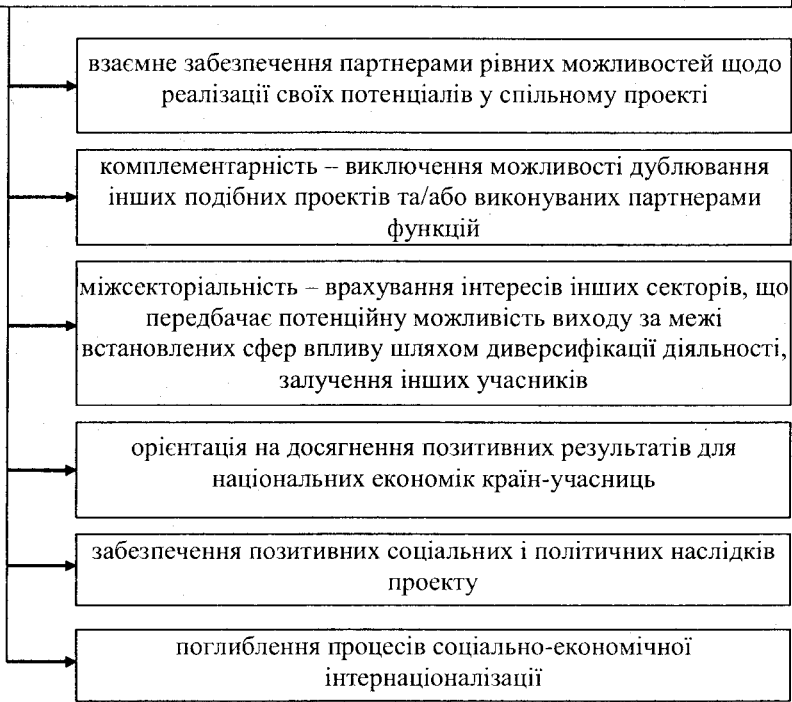 взаємне забезпечення партнерами рівних можливостей щодо
реалізації своїх потенціалів у спільному проекті
комплементарність – виключення можливості дублювання
інших подібних проектів та/або виконуваних партнерами
функцій
міжсекторіальність – врахування інтересів інших секторів, що
передбачає потенційну можливість виходу за межі
встановлених сфер впливу шляхом диверсифікації діяльності,
залучення інших учасників
орієнтація на досягнення позитивних результатів для
національних економік країн-учасниць
забезпечення позитивних соціальних і політичних наслідків
проекту
поглиблення процесів соціально-економічної
інтернаціоналізації